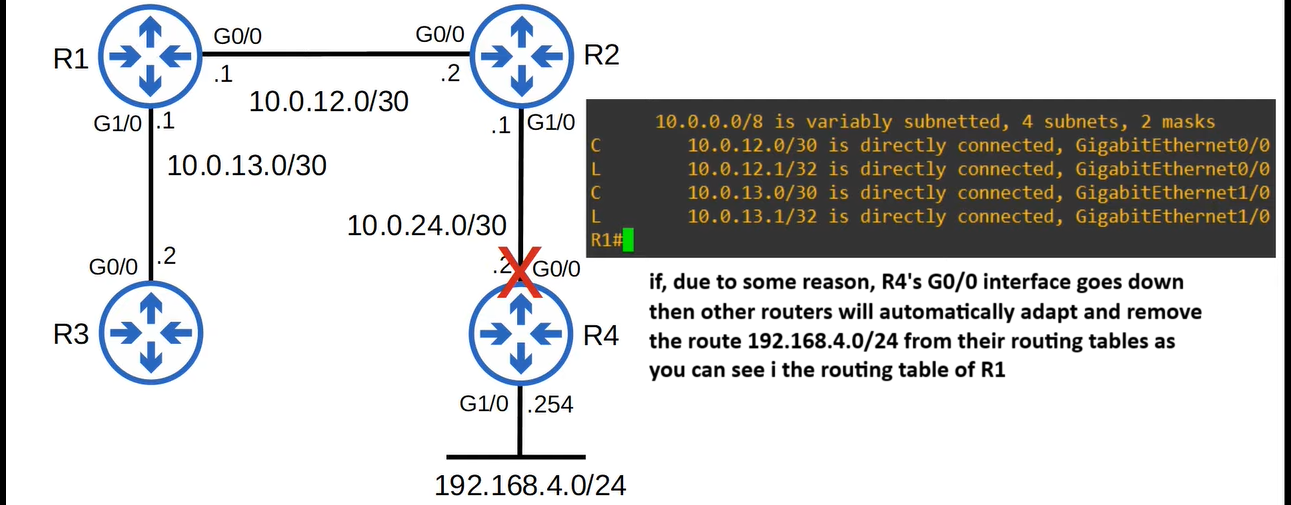 G0/0
G0/0
R1
R2
.1
.2
10.0.12.0/30
G1/0
.1
.1
G1/0
10.0.13.0/30
10.0.0.0/8 is variably subnetted, 4 subnets, 2 masks
C 10.0.12.0/30 is directly connected, GigabitEthernet0/0
L 10.0.12.1/32 is directly connected, GigabitEthernet0/0
C 10.0.13.0/30 is directly connected, GigabitEthernet1/0
L 10.0.13.1/32 is directly connected, GigabitEthernet1/0
R1#
10.0.24.0/30
G0/0
.2
.2
X
G0/0
if, due to some reason, R4's G0/0 interface goes down
then other routers will automatically adapt and remove
the route 192.168.4.0/24 from their routing tables as
you can see i the routing table of R1
R3
R4
G1/0
.254
192.168.4.0/24